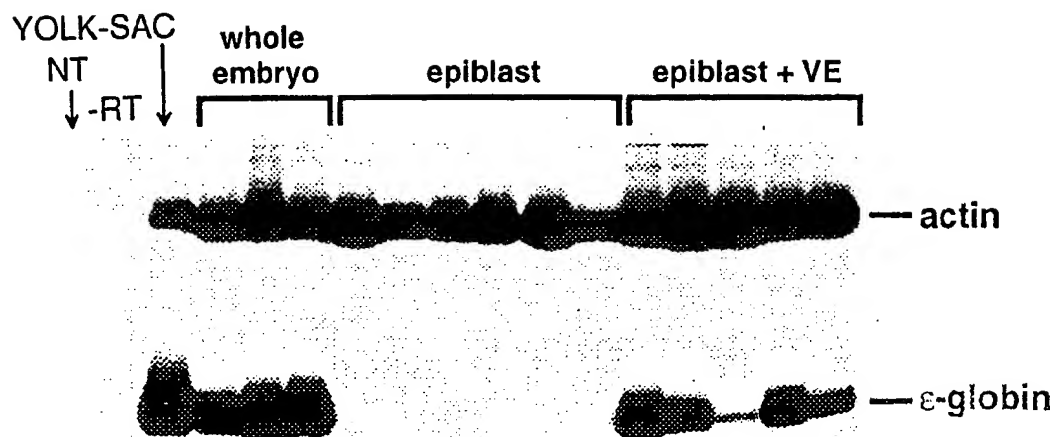 YOLK-SAC
NT
-RT
whole
embryo
epiblast
epiblast + VE
actin
ε-globin